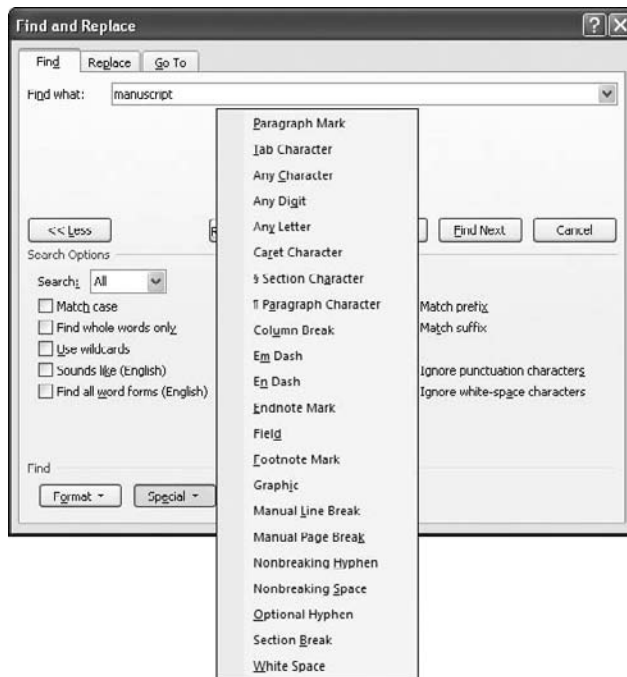 Find and Replace
Find Replace Go To
Find what: manuscript
Paragraph Mark
Tab Character
Any Character
Any Digit
Any Letter
Caret Character
§ Section Character
¶ Paragraph Character
Column Break
Em Dash
En Dash
Endnote Mark
Field
Footnote Mark
Graphic
Manual Line Break
Manual Page Break
Nonbreaking Hyphen
Nonbreaking Space
Optional Hyphen
Section Break
White Space
<< Less
Find Next Cancel
Search Options
Search: All
Match case
Find whole words only
Use wildcards
Sounds like (English)
Find all word forms (English)
Match prefix
Match suffix
Ignore punctuation characters
Ignore white-space characters
Find
Format Special